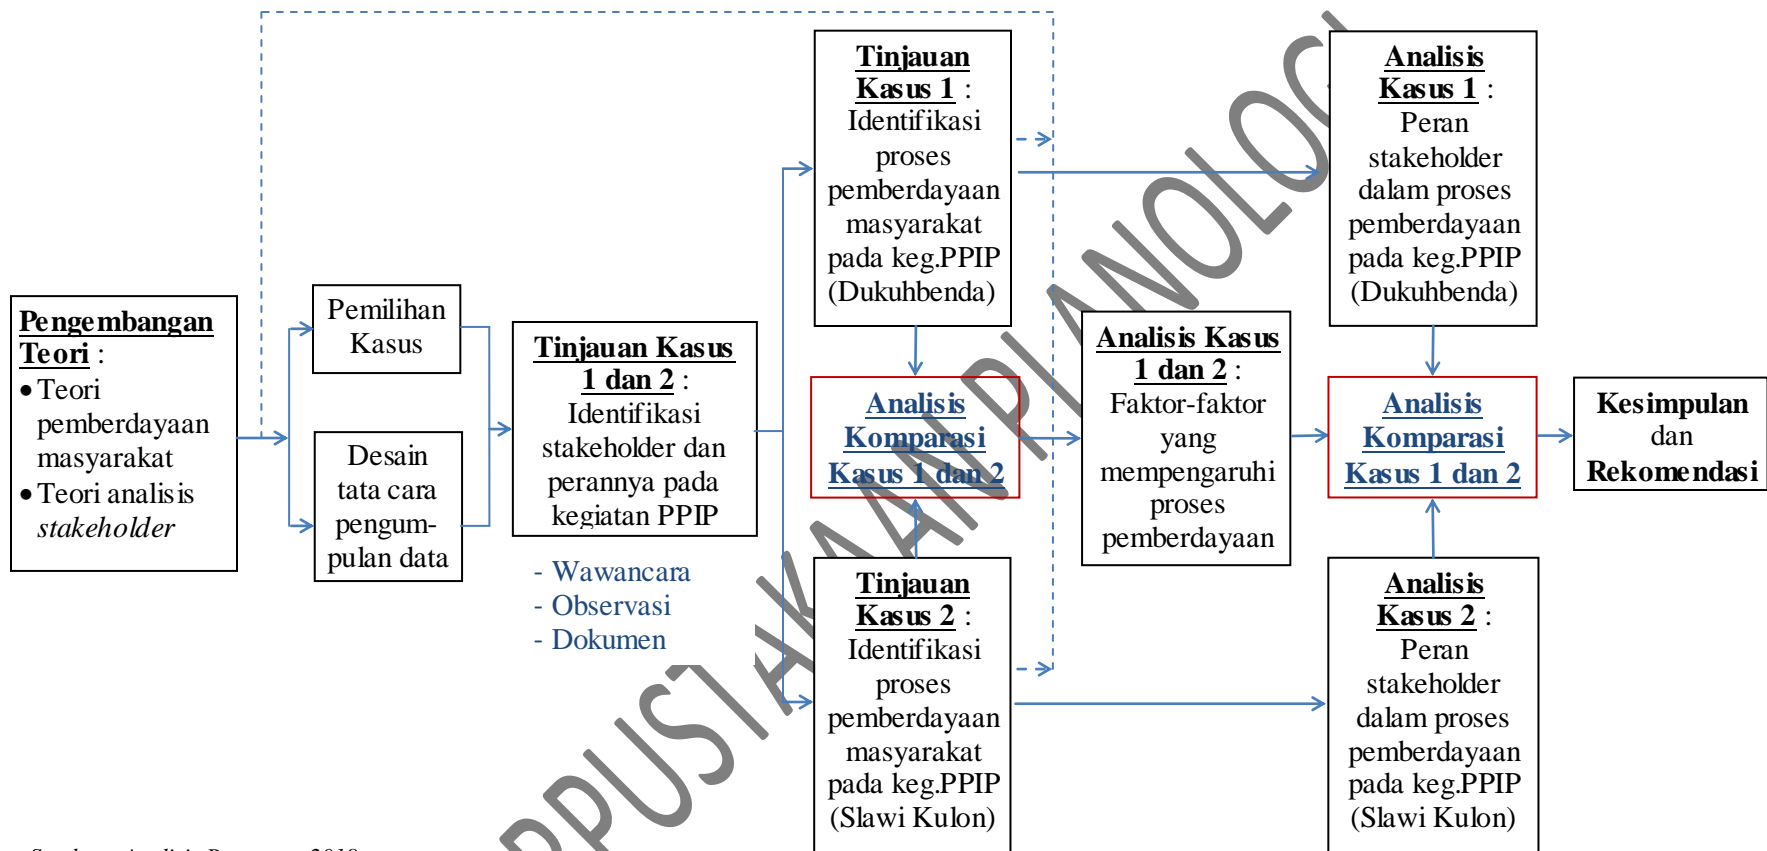 Pengembangan
Teori :
• Teori
pemberdayaan
masyarakat
• Teori analisis
stakeholder
Pemilihan
Kasus
Desain
tata cara
pengum-
pulan data
Tinjauan Kasus
1 dan 2 :
Identifikasi
stakeholder dan
perannya pada
kegiatan PPIP
- Wawancara
- Observasi
- Dokumen
Tinjauan
Kasus 1 :
Identifikasi
proses
pemberdayaan
masyarakat
pada keg.PPIP
(Dukuhbenda)
Analisis
Komparasi
Kasus 1 dan 2
Tinjauan
Kasus 2 :
Identifikasi
proses
pemberdayaan
masyarakat
pada keg.PPIP
(Slawi Kulon)
Analisis Kasus
1 dan 2 :
Faktor-faktor
yang
mempengaruhi
proses
pemberdayaan
Analisis
Kasus 1 :
Peran
stakeholder
dalam proses
pemberdayaan
pada keg.PPIP
(Dukuhbenda)
Analisis
Komparasi
Kasus 1 dan 2
Analisis
Kasus 2 :
Peran
stakeholder
dalam proses
pemberdayaan
pada keg.PPIP
(Slawi Kulon)
Kesimpulan
dan
Rekomendasi
PPUSTAKAAN PLANOLOGI